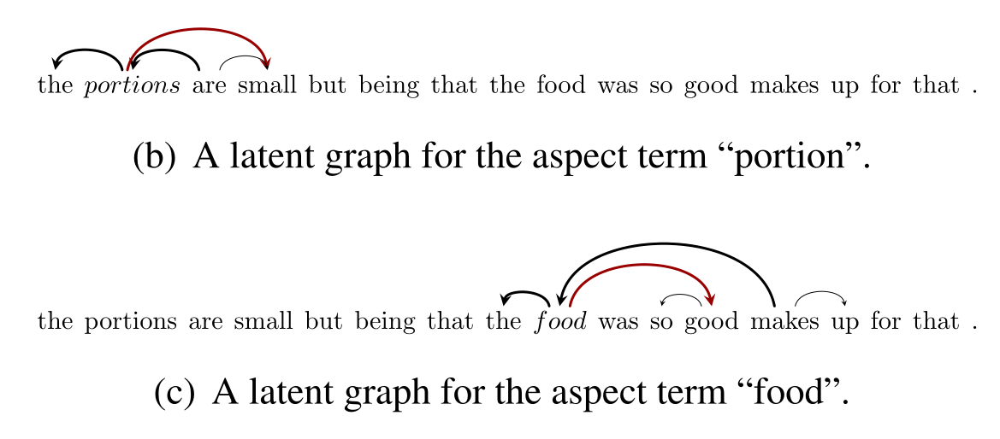 the portions are small but being that the food was so good makes up for that .
(b) A latent graph for the aspect term “portion”.
the portions are small but being that the food was so good makes up for that .
(c) A latent graph for the aspect term “food”.